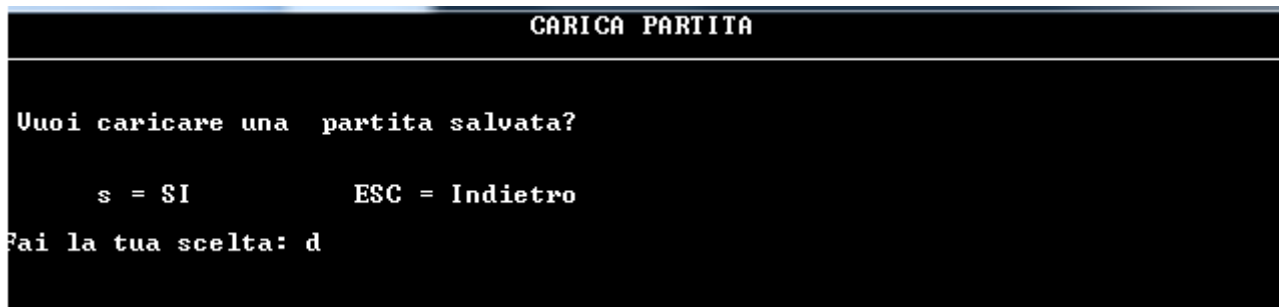 CARICA PARTITA
Vuoi caricare una partita salvata?
s = SI ESC = Indietro
Fai la tua scelta: d